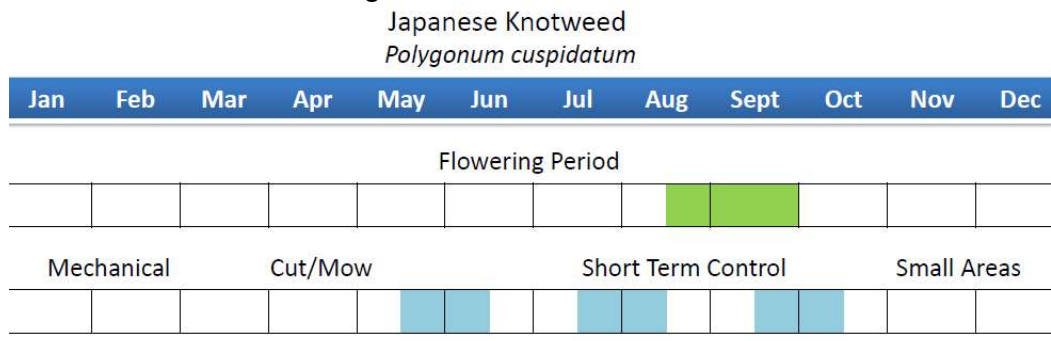 Japanese Knotweed
Polygonum cuspidatum
Jan Feb Mar Apr May Jun Jul Aug Sept Oct Nov Dec
Flowering Period
Mechanical Cut/Mow Short Term Control Small Areas